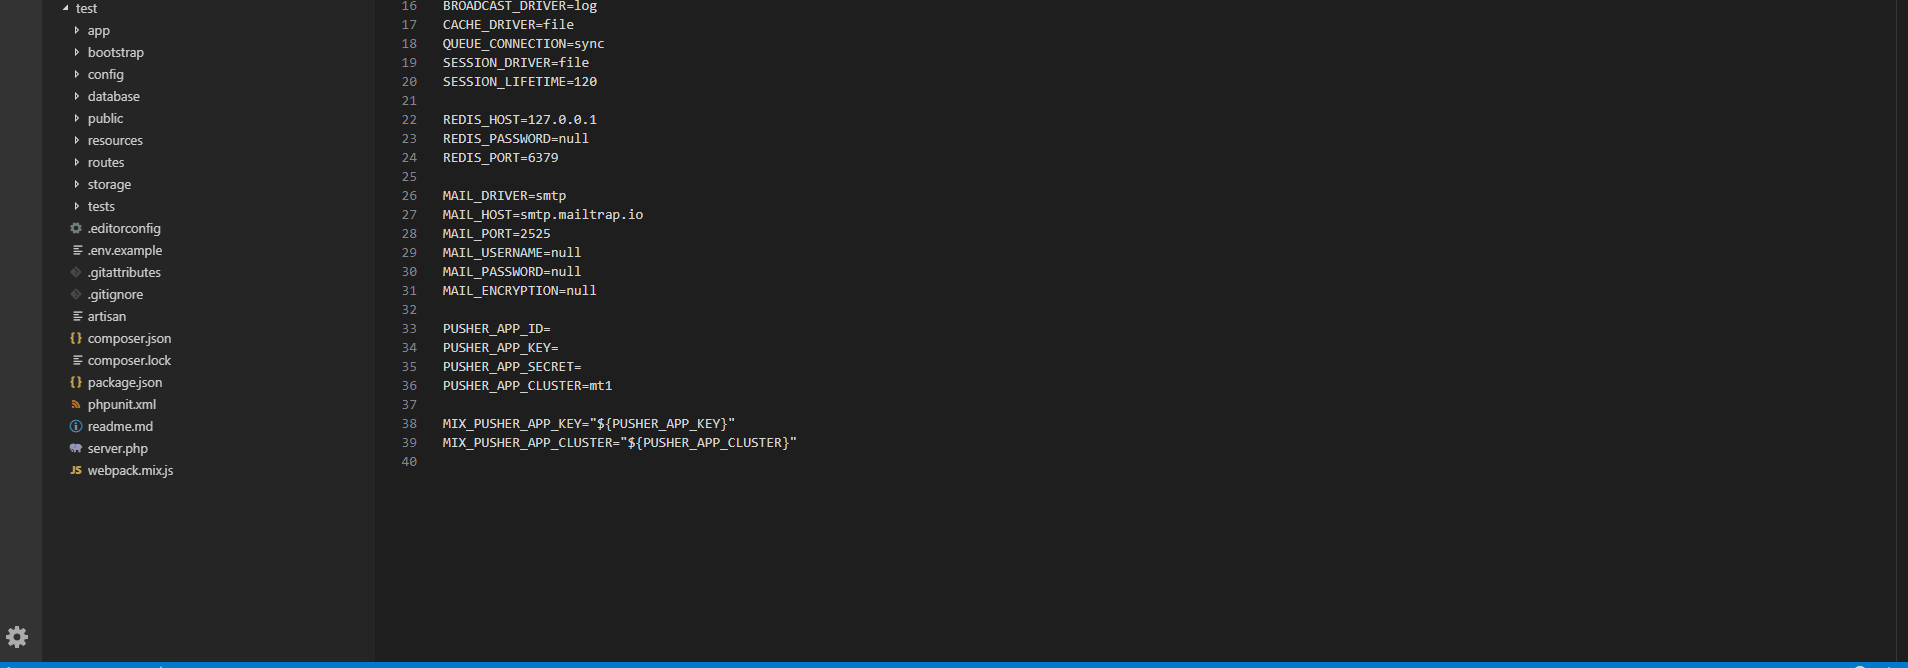 test
app
bootstrap
config
database
public
resources
routes
storage
tests
.editorconfig
.env.example
.gitattributes
.gitignore
artisan
{} composer.json
composer.lock
{} package.json
phpunit.xml
readme.md
server.php
JS webpack.mix.js
16 BROADCAST_DRIVER=log
17 CACHE_DRIVER=file
18 QUEUE_CONNECTION=sync
19 SESSION_DRIVER=file
20 SESSION_LIFETIME=120
21
22 REDIS_HOST=127.0.0.1
23 REDIS_PASSWORD=null
24 REDIS_PORT=6379
25
26 MAIL_DRIVER=smtp
27 MAIL_HOST=smtp.mailtrap.io
28 MAIL_PORT=2525
29 MAIL_USERNAME=null
30 MAIL_PASSWORD=null
31 MAIL_ENCRYPTION=null
32
33 PUSHER_APP_ID=
34 PUSHER_APP_KEY=
35 PUSHER_APP_SECRET=
36 PUSHER_APP_CLUSTER=mt1
37
38 MIX_PUSHER_APP_KEY="${PUSHER_APP_KEY}"
39 MIX_PUSHER_APP_CLUSTER="${PUSHER_APP_CLUSTER}"
40